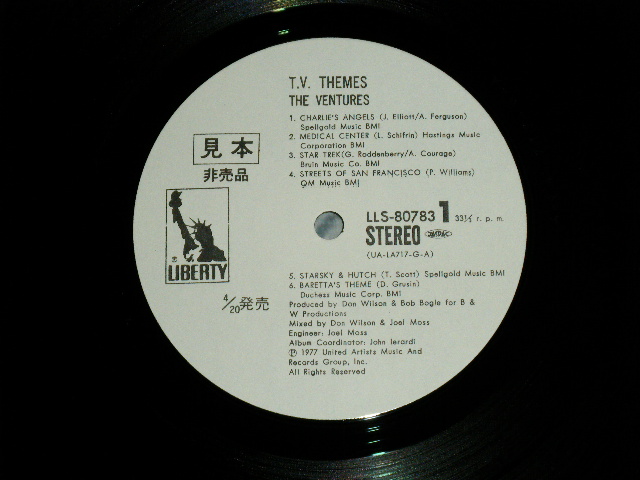 T.V. THEMES
THE VENTURES
1. CHARLIE'S ANGELS (J. Elliott/A. Ferguson)
Spellgold Music BMI
2. MEDICAL CENTER (L. Schifrin) Hastings Music
Corporation BMI
3. STAR TREK(G. Roddenberry/A. Courage)
Bruin Music Co. BMI
4. STREETS OF SAN FRANCISCO (P. Williams)
QM Music BMI
見本
非売品
LIBERTY
4/20発売
LLS-80783 1 33⅓ r. p. m.
STEREO
(UA-LA717-G-A)
5. STARSKY & HUTCH (T. Scott) Spellgold Music BMI
6. BARETTA'S THEME (D. Grusin)
Duchess Music Corp. BMI
Produced by Don Wilson & Bob Bogle for B &
W Productions
Mixed by Don Wilson & Joel Moss
Engineer: Joel Moss
Album Coordinator: John Ierardi
Ⓟ 1977 United Artists Music And
Records Group, Inc.
All Rights Reserved